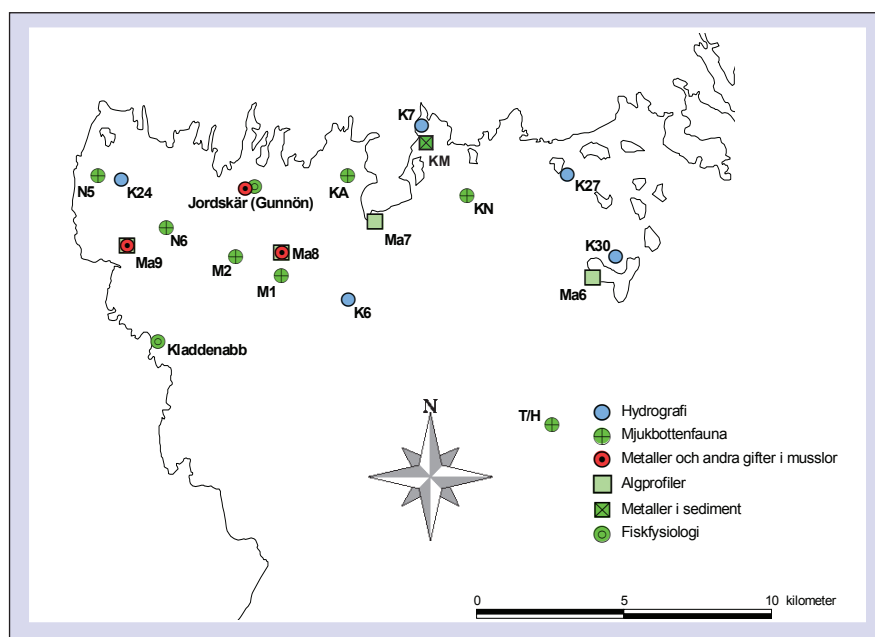 K7
KM
N5
K24
Jordskär (Gunnön)
KA
KN
K27
Ma7
N6
Ma9
M2
Ma8
M1
K30
Ma6
K6
Kladdenabb
N
T/H
Hydrografi
Mjukbottenfauna
Metaller och andra gifter i musslor
Algprofiler
Metaller i sediment
Fiskfysiologi
0 5 10 kilometer